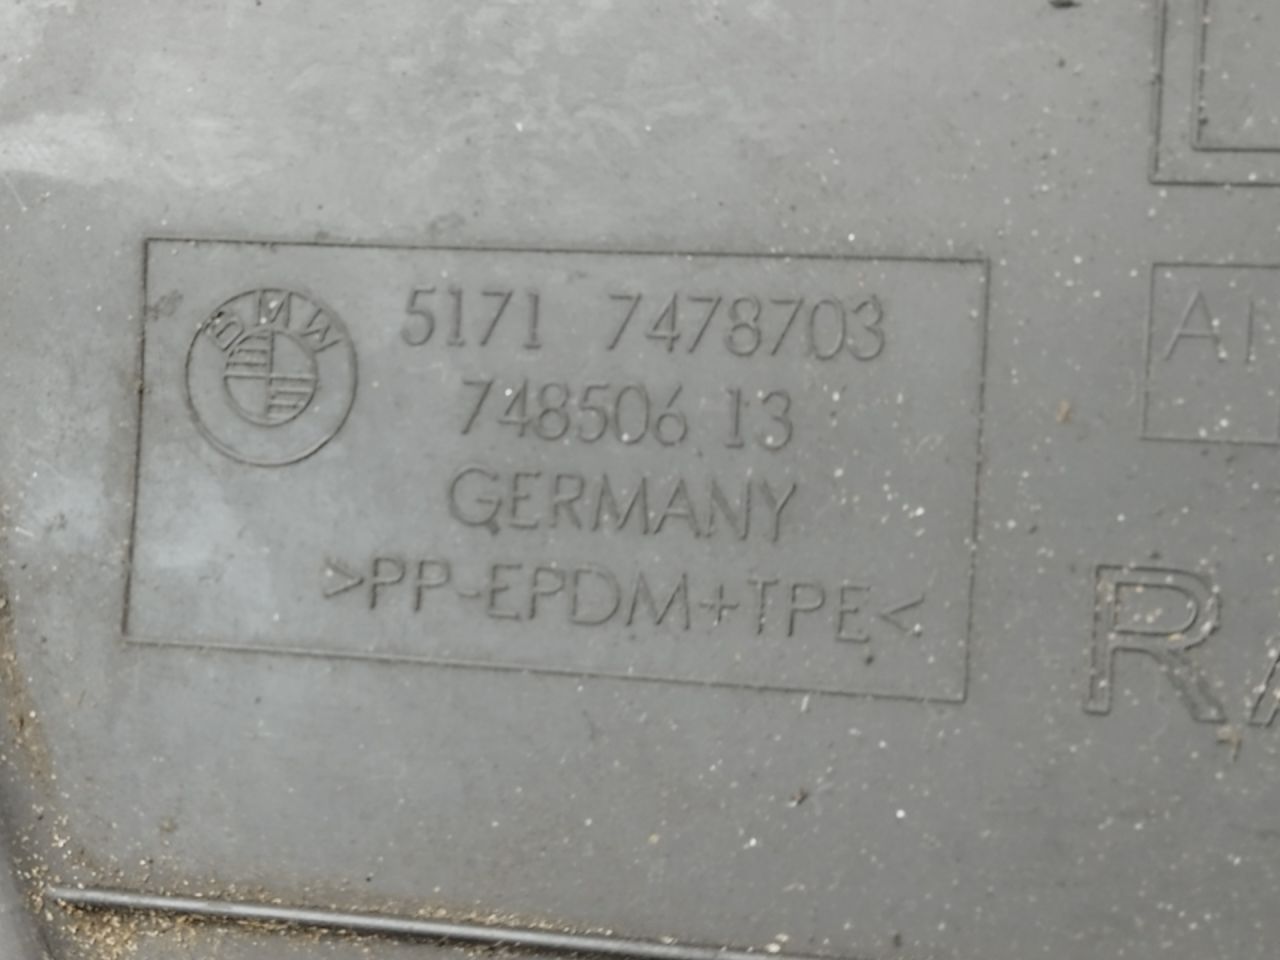 BMW
5171 7478703
748506 13
GERMANY
>PP-EPDM+TPE<